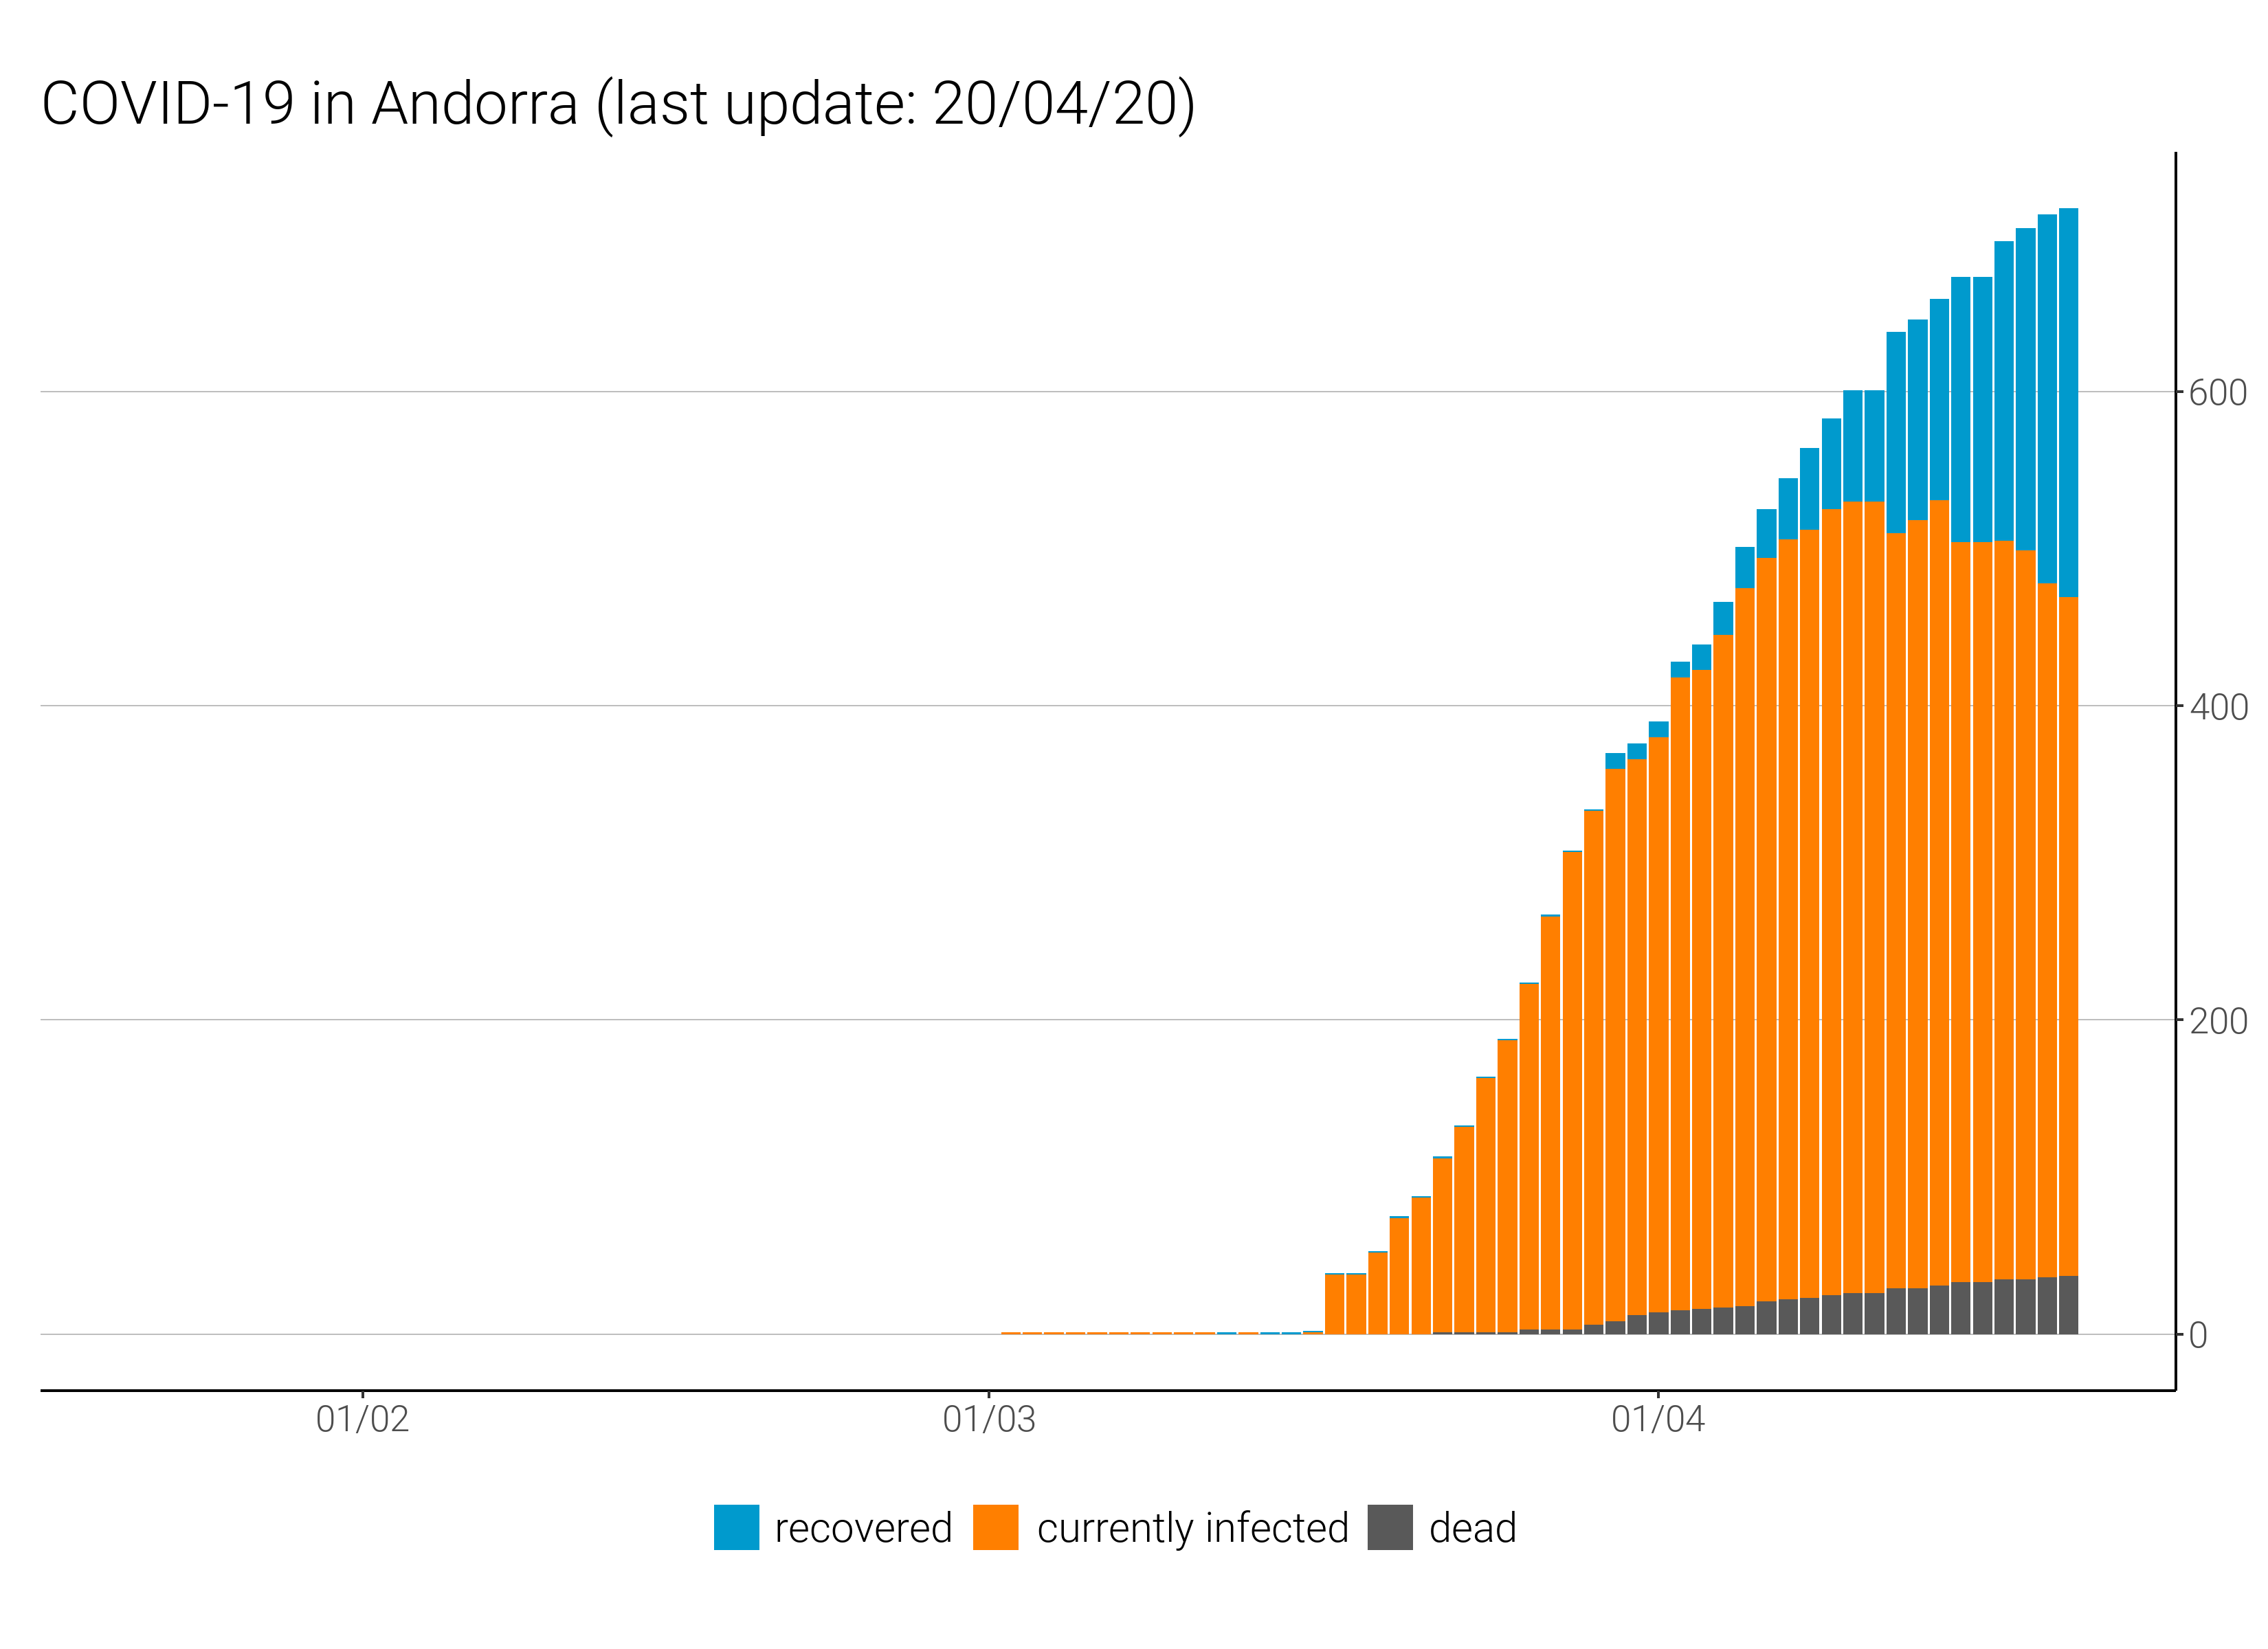 COVID-19 in Andorra (last update: 20/04/20)
600
400
200
0
01/02 01/03 01/04
recovered currently infected dead